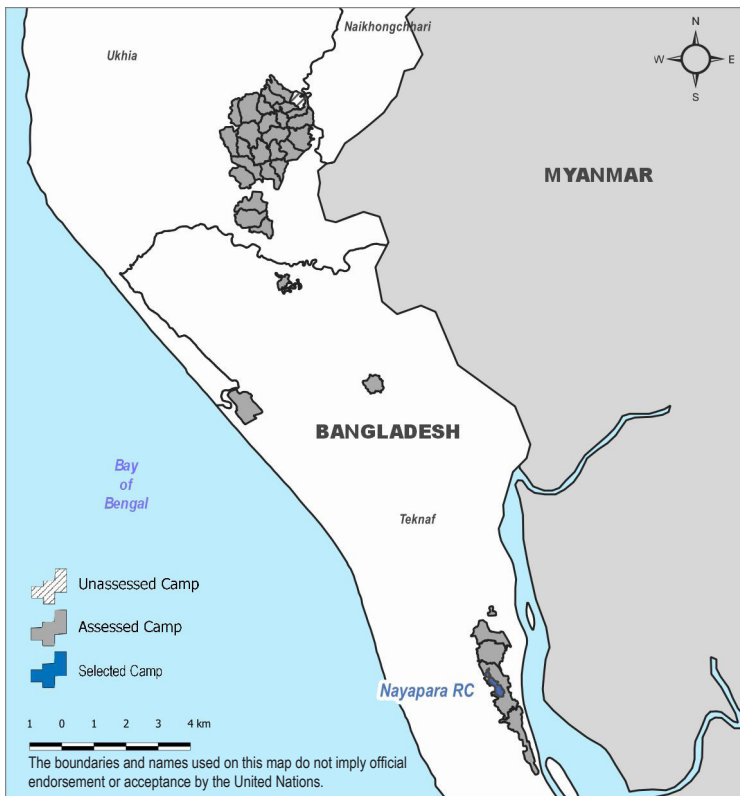 Naikhongchhari
Ukhia
N
W E
S
MYANMAR
BANGLADESH
Bay
of
Bengal
Teknaf
Unassessed Camp
Assessed Camp
Selected Camp
Nayapara RC
1 0 1 2 3 4 km
The boundaries and names used on this map do not imply official
endorsement or acceptance by the United Nations.